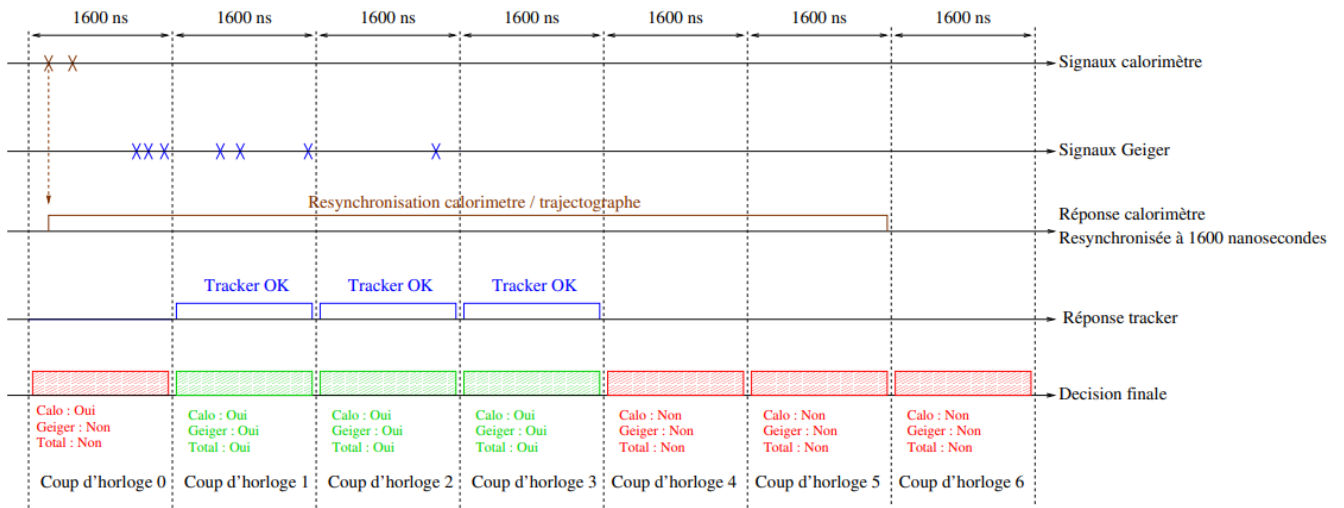 1600 ns 1600 ns 1600 ns 1600 ns 1600 ns 1600 ns 1600 ns
Signaux calorimètre
Signaux Geiger
Resynchronisation calorimetre / trajectographe
Réponse calorimètre
Resynchronisée à 1600 nanosecondes
Tracker OK Tracker OK Tracker OK
Réponse tracker
Decision finale
Calo : Oui Calo : Oui Calo : Oui Calo : Oui Calo : Non Calo : Non Calo : Non
Geiger : Non Geiger : Oui Geiger : Oui Geiger : Oui Geiger : Non Geiger : Non Geiger : Non
Total : Non Total : Oui Total : Oui Total : Oui Total : Non Total : Non Total : Non
Coup d'horloge 0 Coup d'horloge 1 Coup d'horloge 2 Coup d'horloge 3 Coup d'horloge 4 Coup d'horloge 5 Coup d'horloge 6